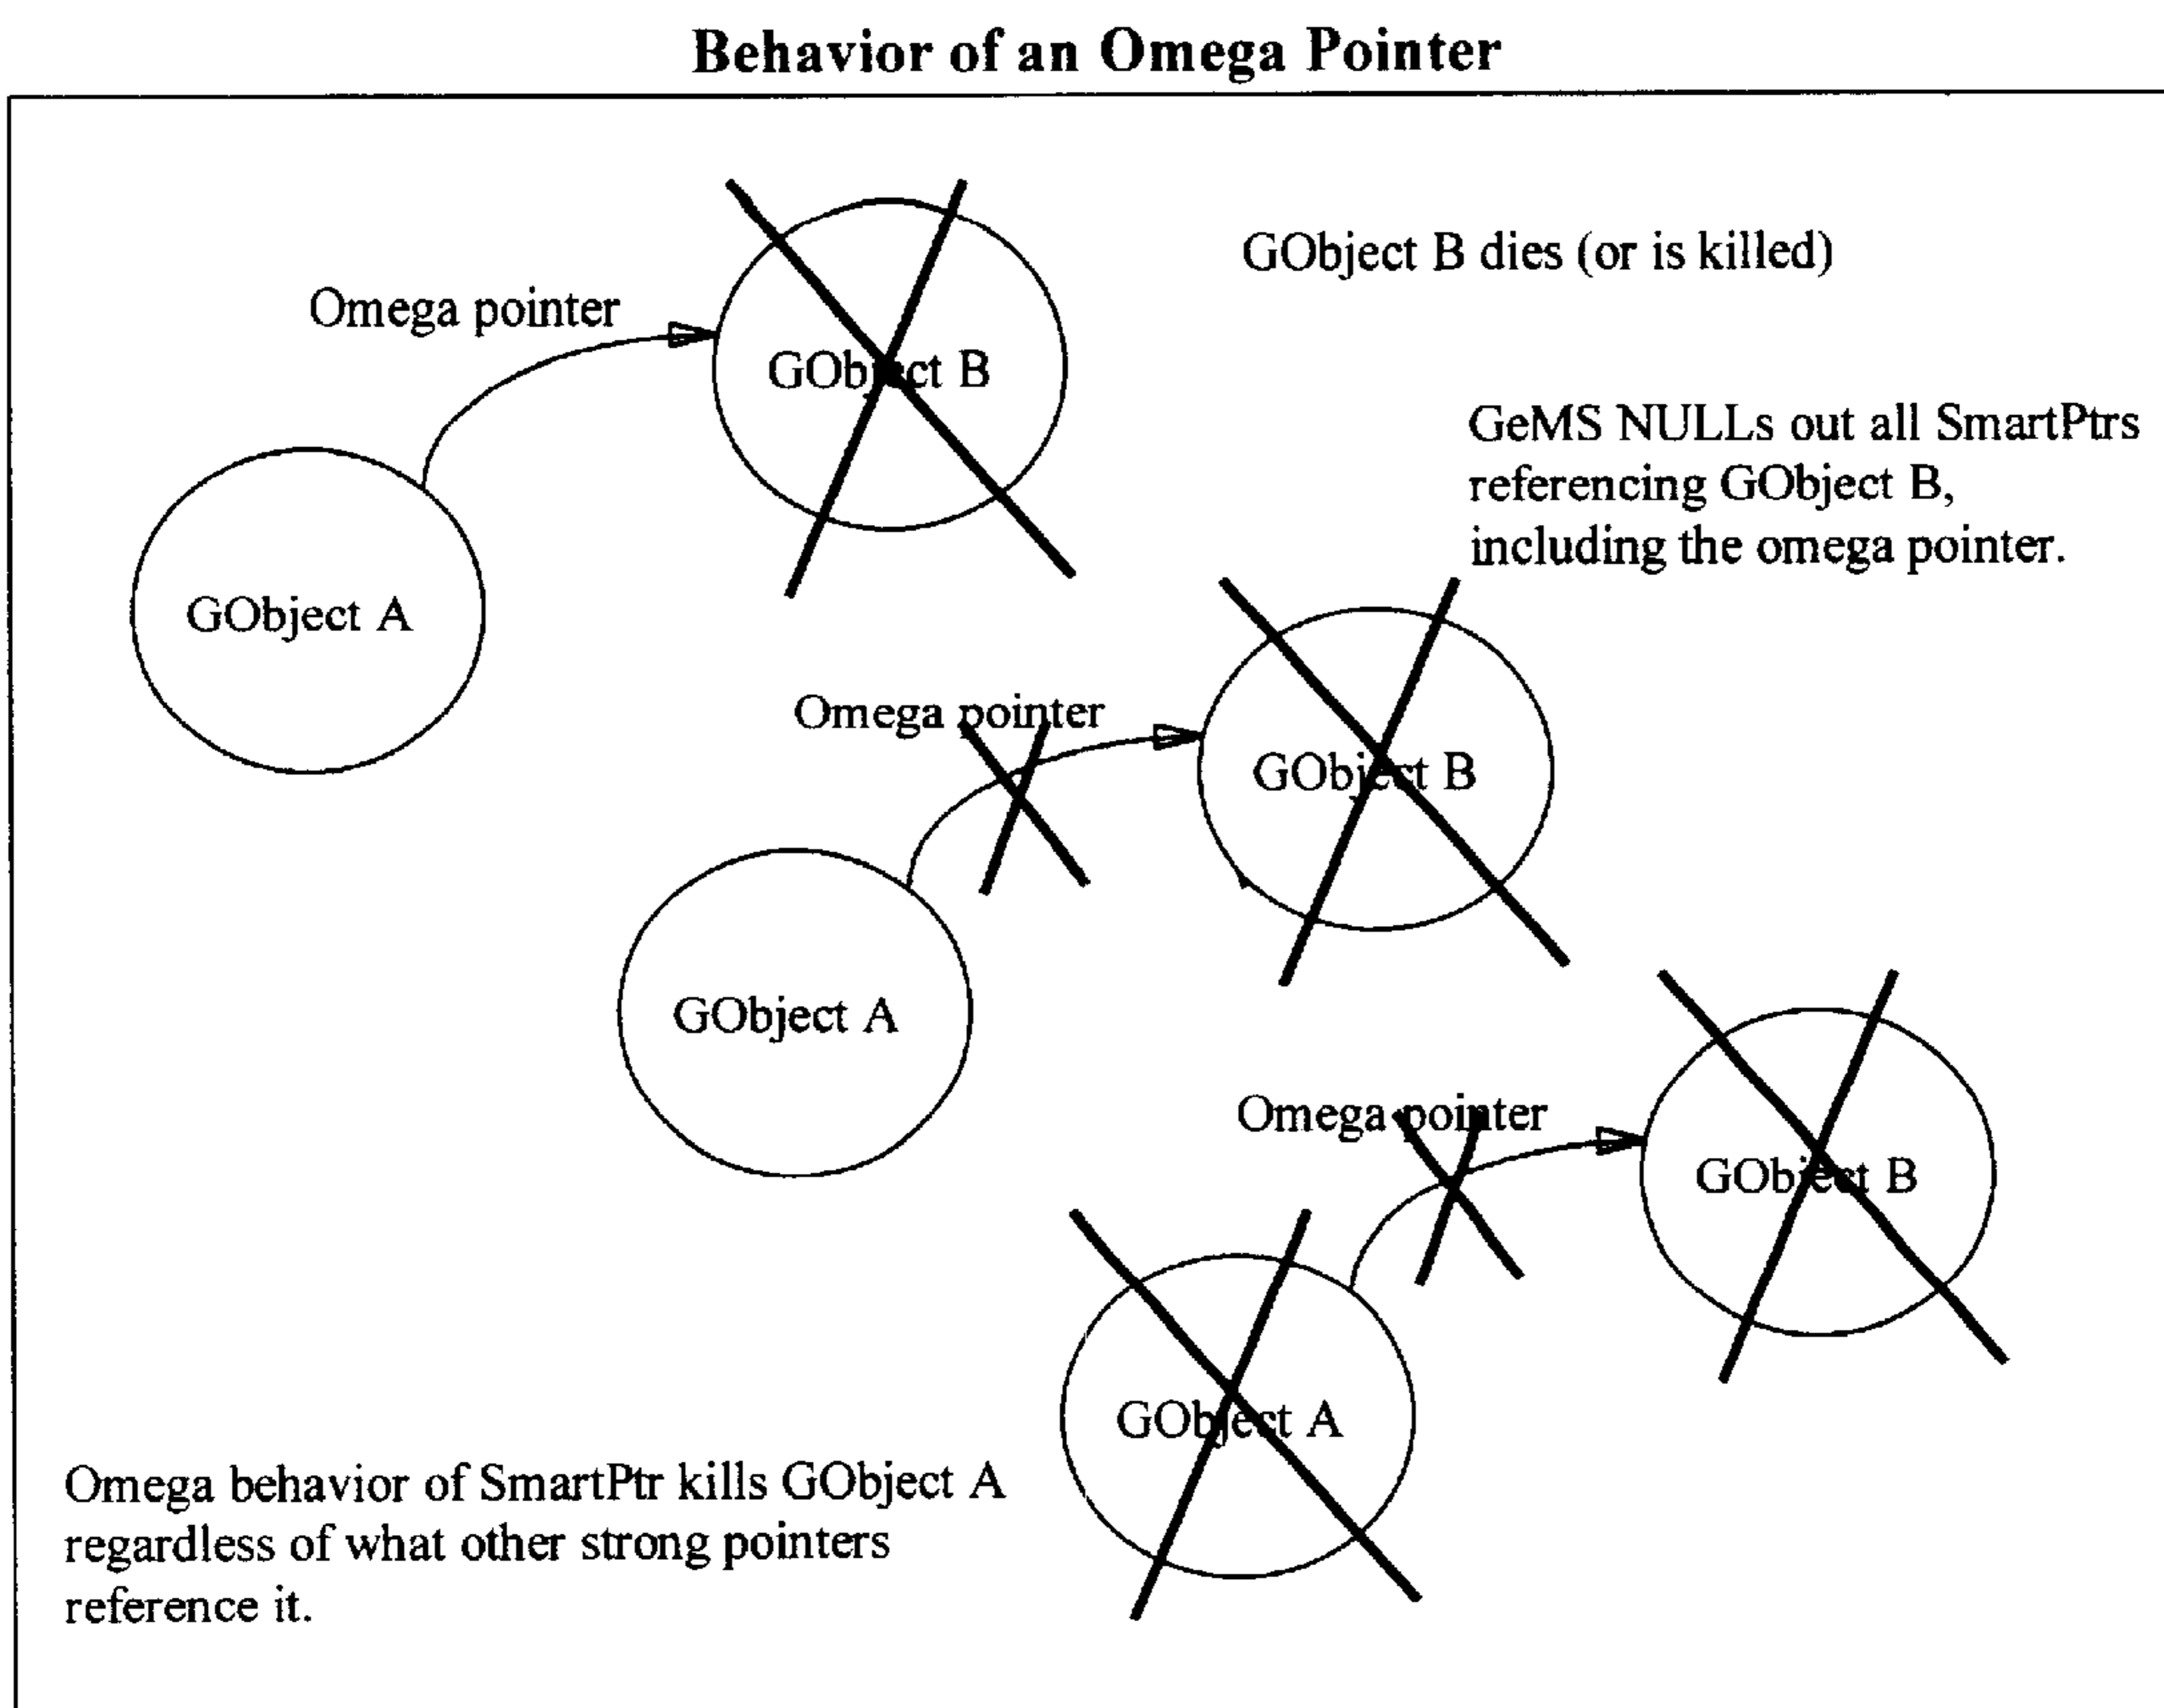 Behavior of an Omega Pointer
GObject B dies (or is killed)
Omega pointer
GObject B
GObject A
GeMS NULLs out all SmartPtrs
referencing GObject B,
including the omega pointer.
Omega pointer
GObject B
GObject A
Omega pointer
GObject B
GObject A
Omega behavior of SmartPtr kills GObject A
regardless of what other strong pointers
reference it.